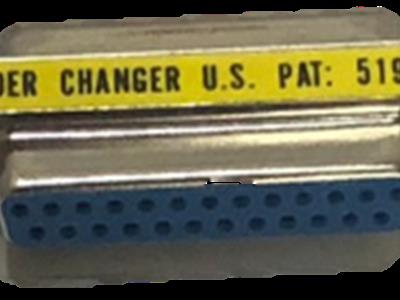 DER CHANGER U.S. PAT: 519